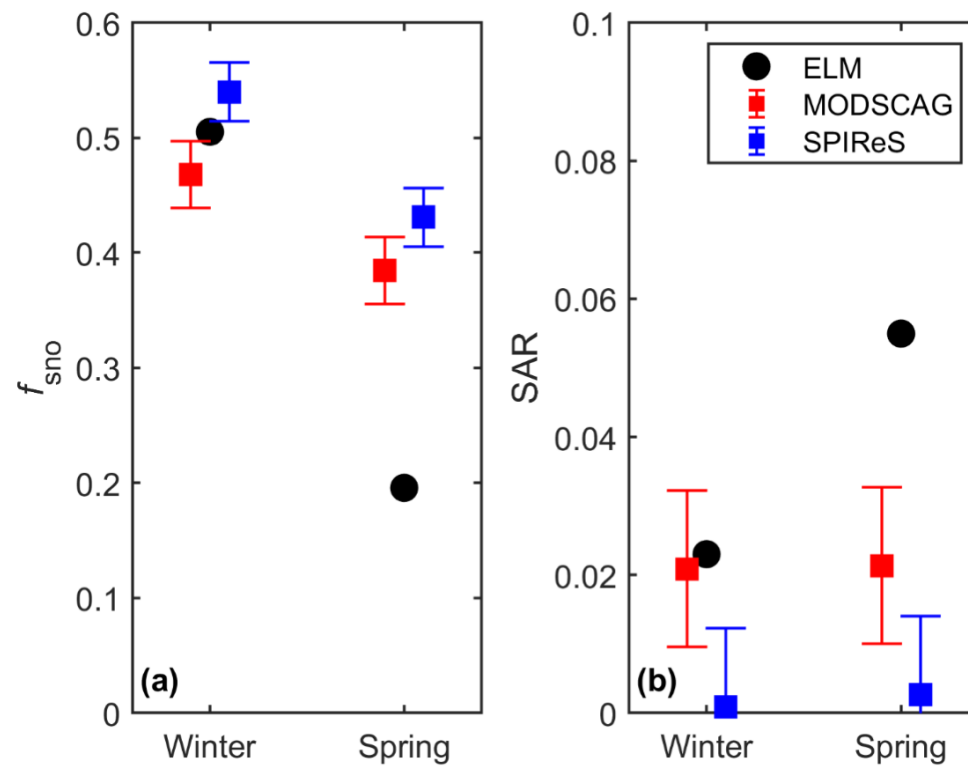 0.6
0.5
0.4
0.3
0.2
0.1
0
fsno
(a)
Winter Spring
0.1
0.08
0.06
0.04
0.02
0
SAR
ELM
MODSCAG
SPIReS
(b)
Winter Spring